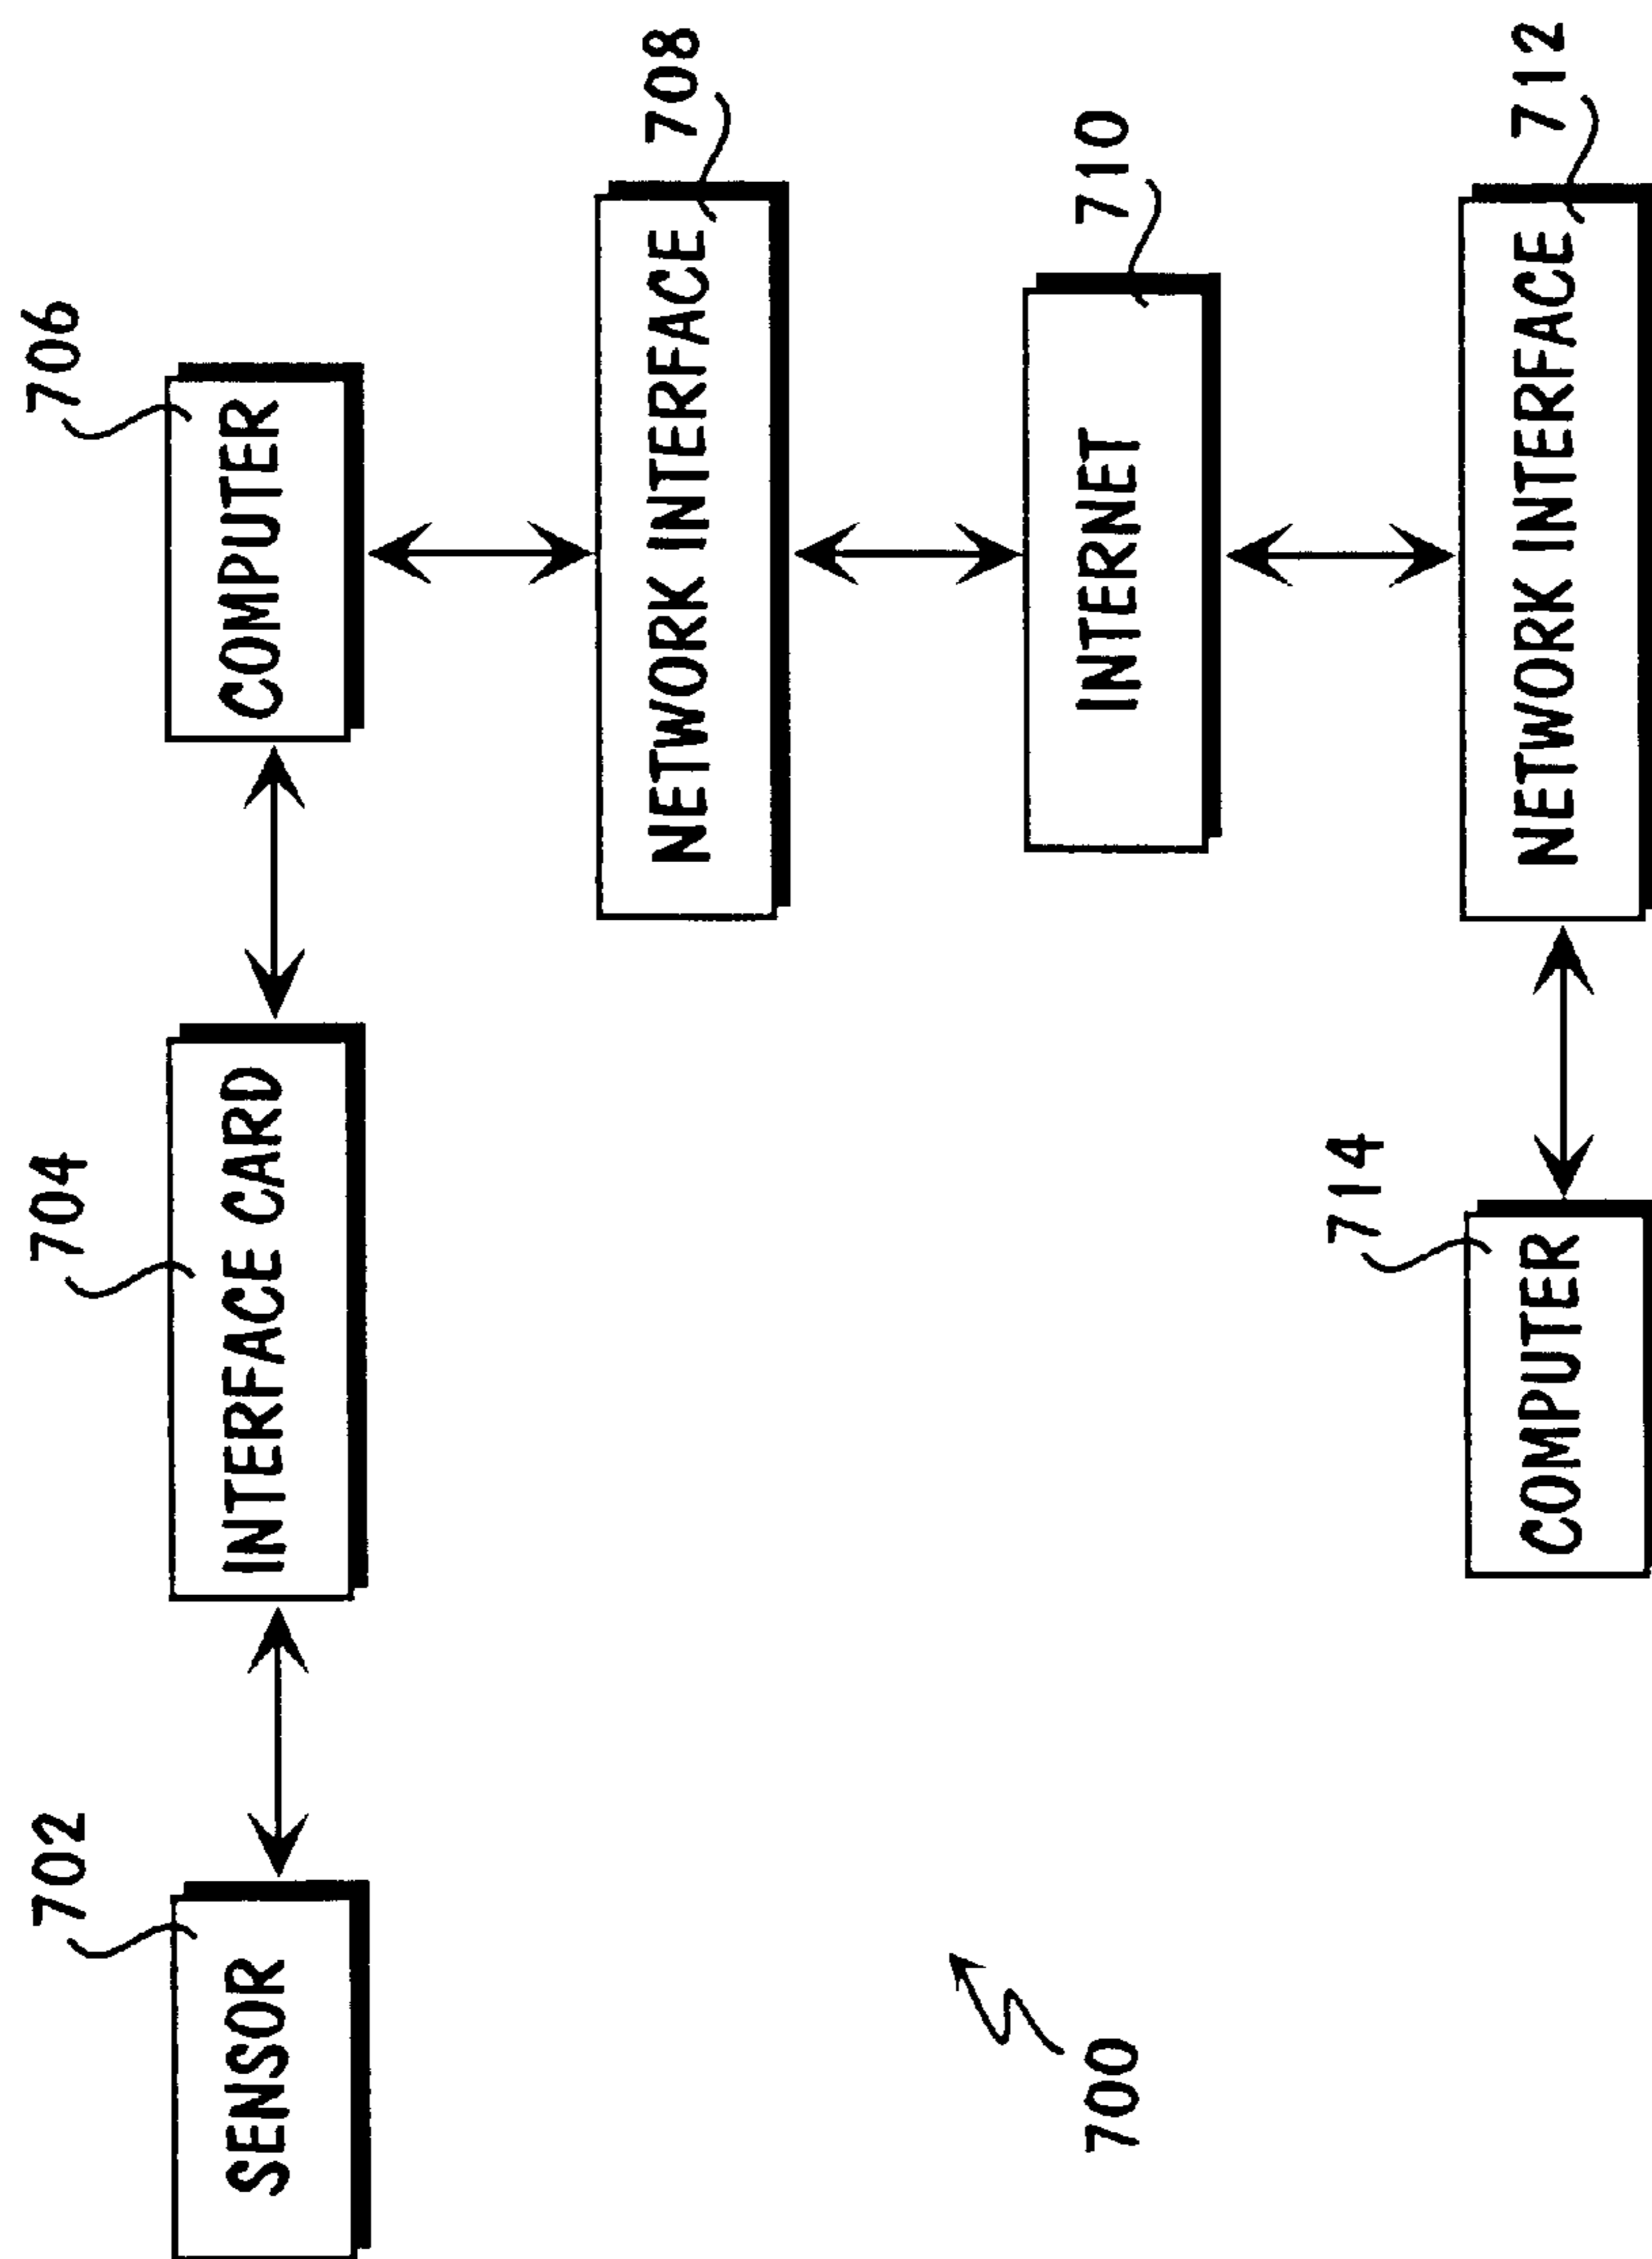 702
704
706
SENSOR
INTERFACE CARD
COMPUTER
708
NETWORK INTERFACE
710
INTERNET
700
714
712
COMPUTER
NETWORK INTERFACE